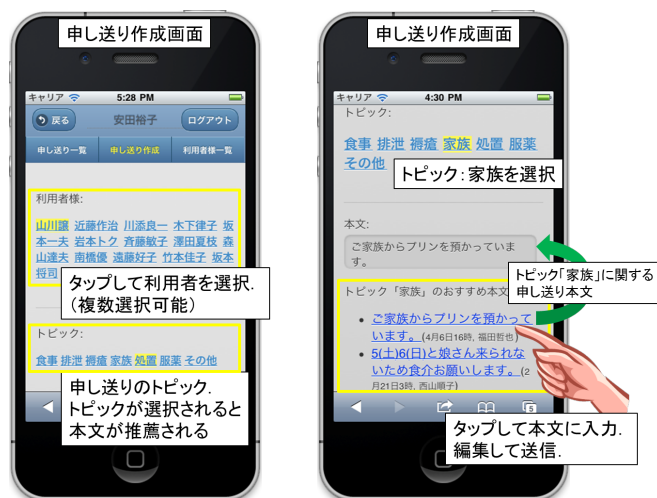 申し送り作成画面
キャリア 5:28 PM
戻る 安田裕子 ログアウト
申し送り一覧 申し送り作成 利用者様一覧
利用者様:
山川譲 近藤作治 川添良一 木下律子 坂
本一夫 岩本トク 斉藤敏子 澤田夏枝 森
山達夫 南橋優 遠藤好子 竹本佳子 坂本
将司
タップして利用者を選択.
（複数選択可能）
トピック:
食事 排泄 褥瘡 家族 処置 服薬 その他
申し送りのトピック.
トピックが選択されると
本文が推薦される
申し送り作成画面
キャリア 4:30 PM
トピック:
食事 排泄 褥瘡 家族 処置 服薬
その他
トピック：家族を選択
本文:
ご家族からプリンを預かっていま
す。
トピック「家族」に関する
申し送り本文
トピック「家族」のおすすめ本文
ご家族からプリンを預かって
います。(4月6日16時, 福田哲也)
5(土)6(日)と娘さん来られな
いため食介お願いします。(2
月21日3時, 西山順子)
5
タップして本文に入力.
編集して送信.